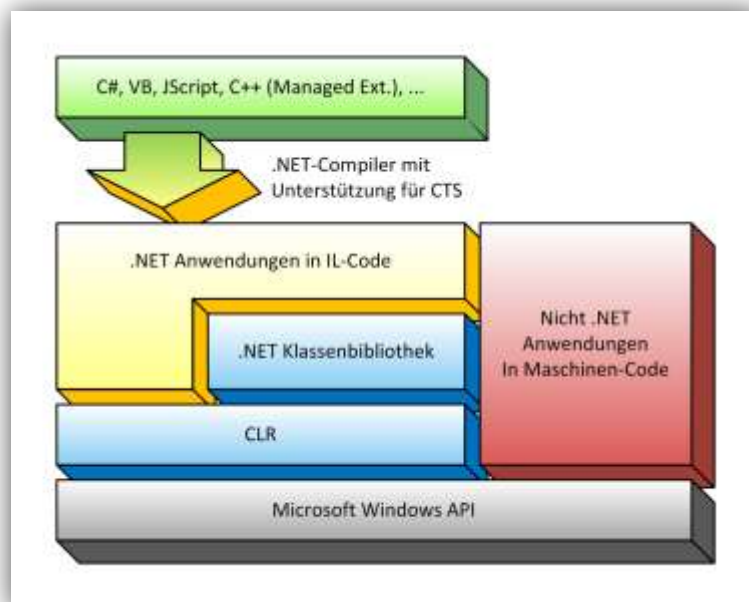 C#, VB, JScript, C++ (Managed Ext.), ...
.NET-Compiler mit
Unterstützung für CTS
.NET Anwendungen in IL-Code
.NET Klassenbibliothek
Nicht .NET
Anwendungen
In Maschinen-Code
CLR
Microsoft Windows API